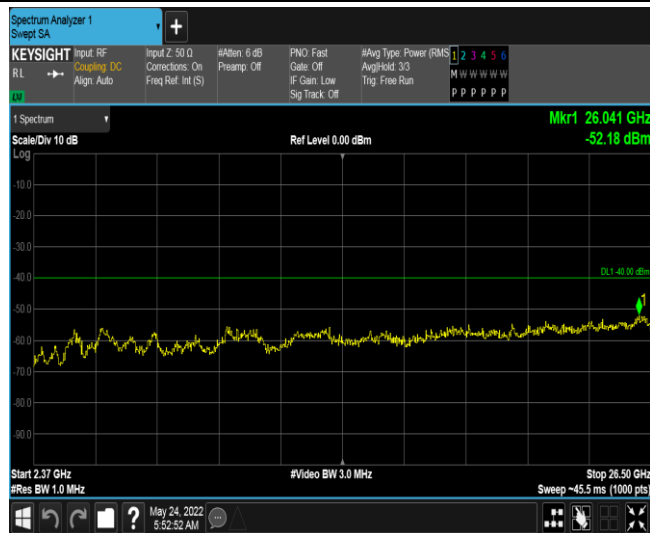 Spectrum Analyzer 1
Swept SA
+
KEYSIGHT
RL
Input: RF
Coupling: DC
Align: Auto
Input Z: 50 Ω
Corrections: On
Freq Ref: Int (S)
#Atten: 6 dB
Preamp: Off
PNO: Fast
Gate: Off
IF Gain: Low
Sig Track: Off
#Avg Type: Power (RMS
Avg|Hold: 3/3
Trig: Free Run
1 2 3 4 5 6
M W W W W W
P P P P P P
1 Spectrum
Mkr1 26.041 GHz
-52.18 dBm
Scale/Div 10 dB
Ref Level 0.00 dBm
Log
-10.0
-20.0
-30.0
-40.0
DL1 -40.00 dBm
1
-50.0
-60.0
-70.0
-80.0
-90.0
Start 2.37 GHz
#Video BW 3.0 MHz
Stop 26.50 GHz
#Res BW 1.0 MHz
Sweep ~45.5 ms (1000 pts)
?
May 24, 2022
5:52:52 AM